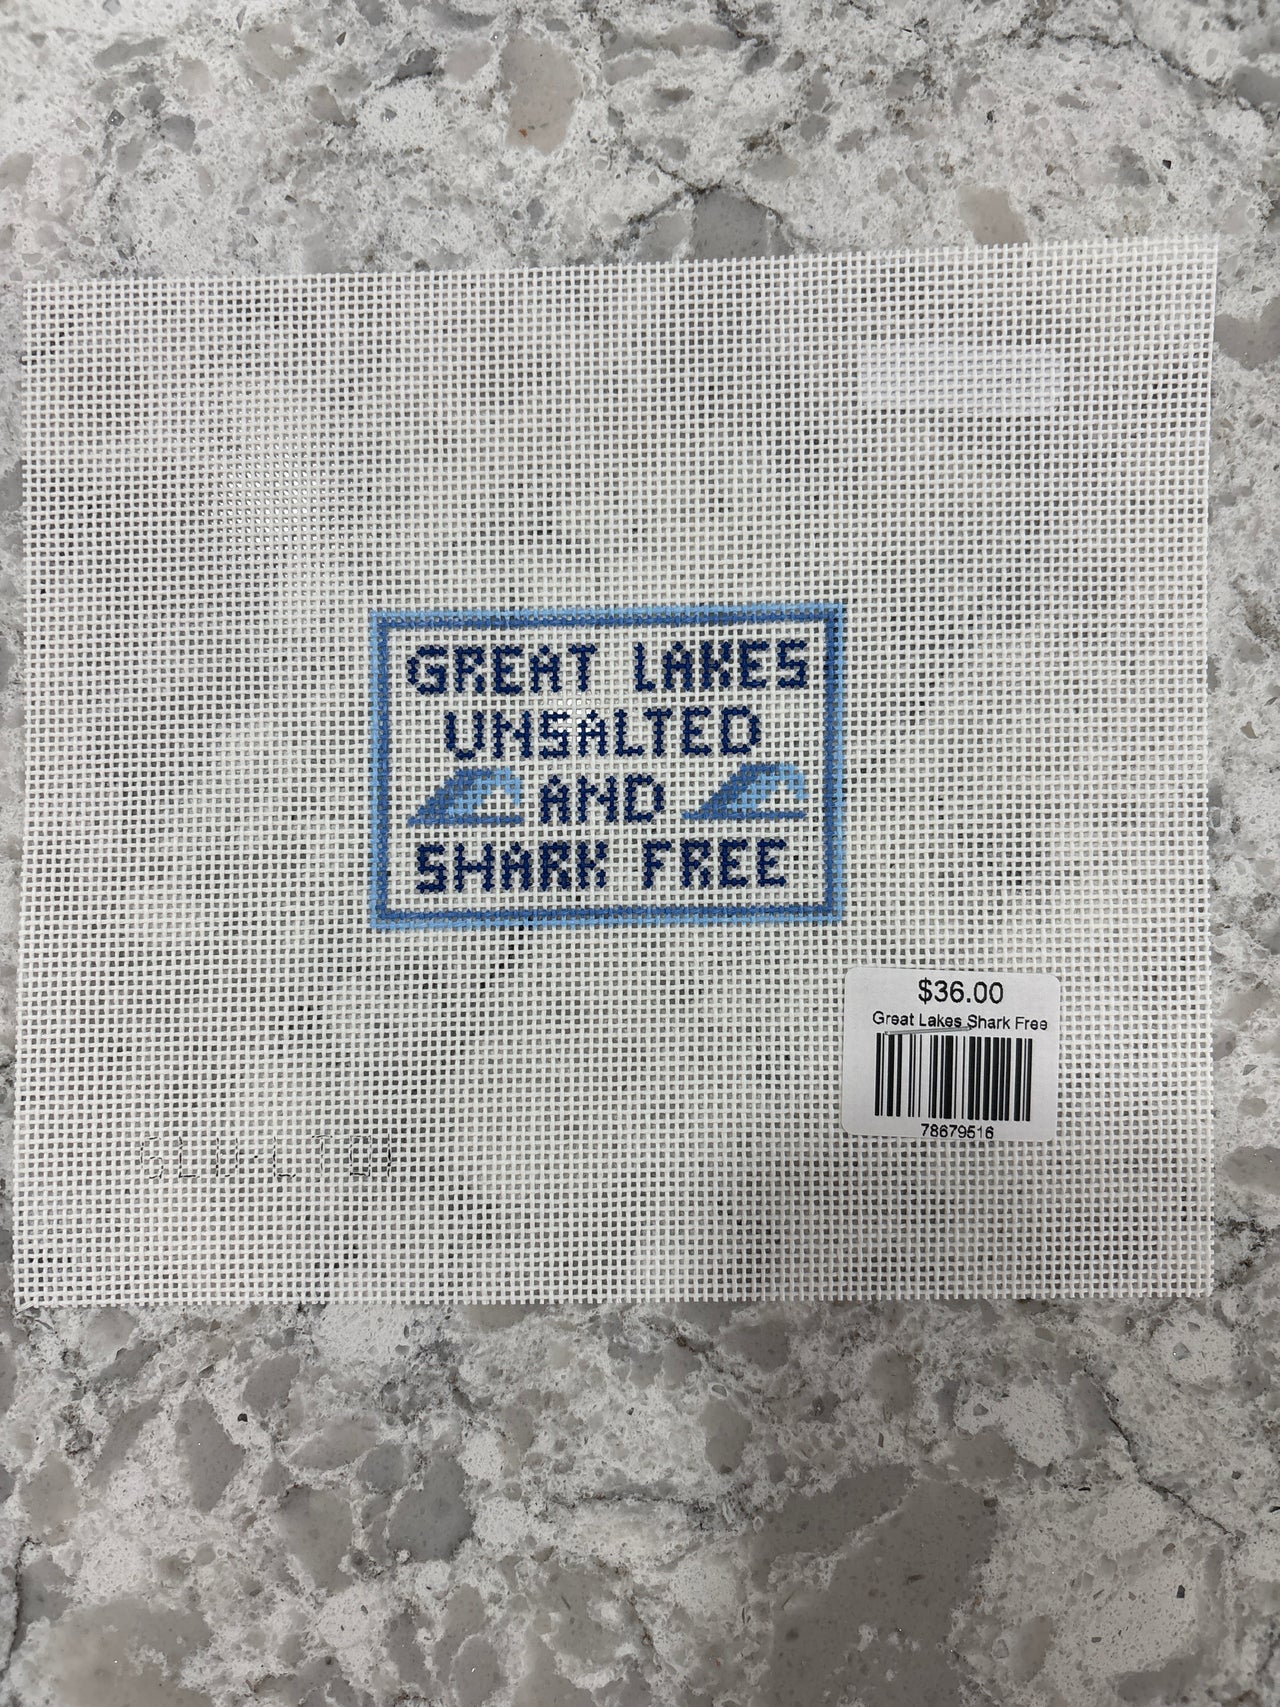 GREAT LAKES
UNSALTED
AND
SHARK FREE
$36.00
Great Lakes Shark Free
78679516